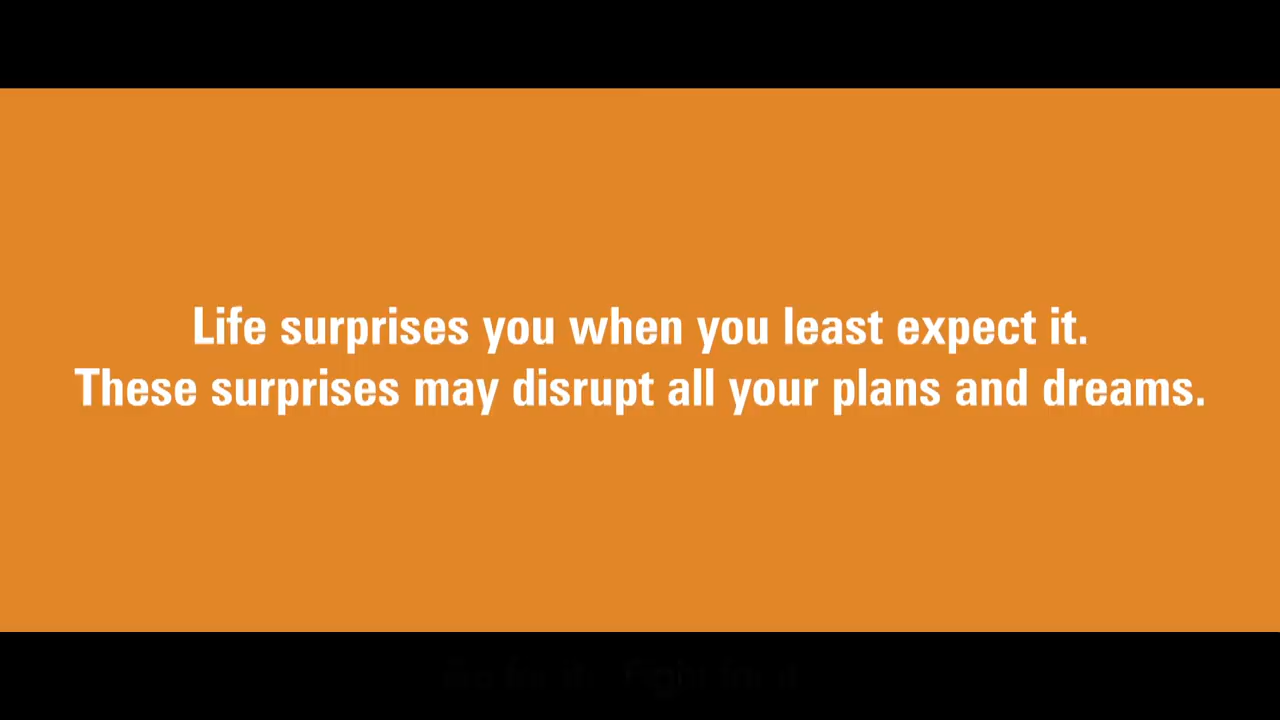 Life surprises you when you least expect it.
These surprises may disrupt all your plans and dreams.